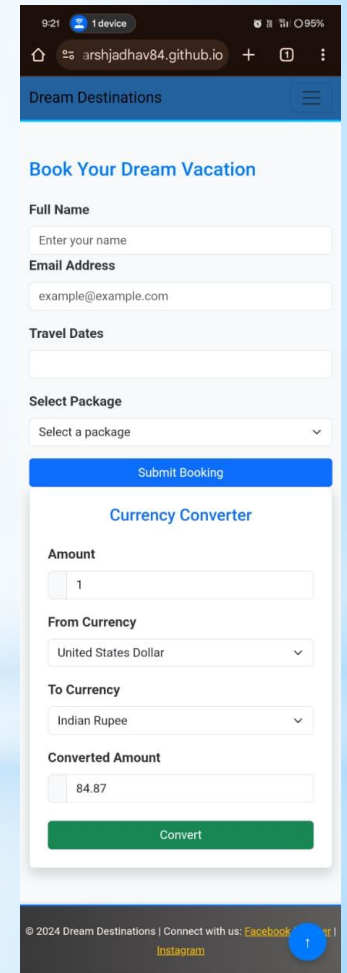 9:21 1 device 95%
arshjadhav84.github.io 1
Dream Destinations
Book Your Dream Vacation
Full Name
Enter your name
Email Address
example@example.com
Travel Dates
Select Package
Select a package
Submit Booking
Currency Converter
Amount
1
From Currency
United States Dollar
To Currency
Indian Rupee
Converted Amount
84.87
Convert
© 2024 Dream Destinations | Connect with us: Facebook |
Instagram